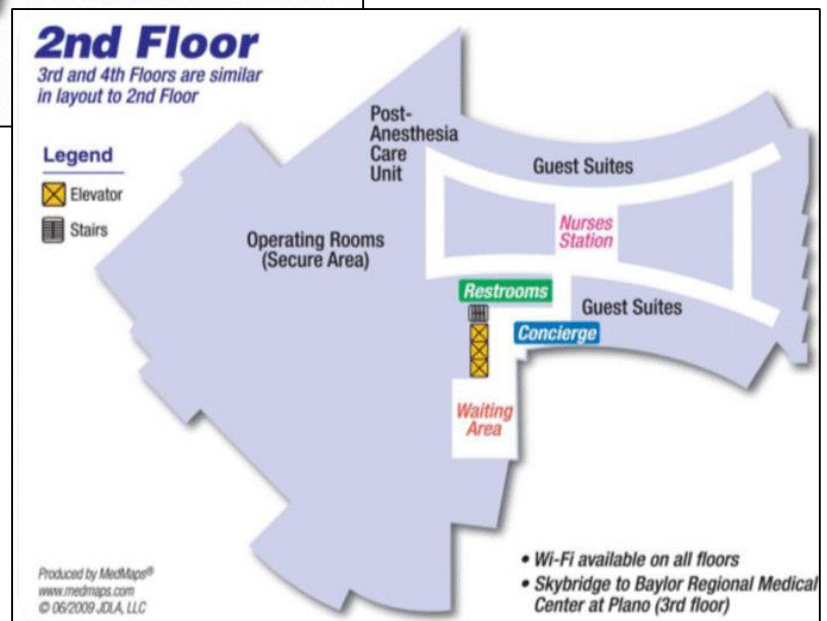 2nd Floor
3rd and 4th Floors are similar
in layout to 2nd Floor
Legend
Elevator
Stairs
Post-
Anesthesia
Care
Unit
Guest Suites
Nurses
Station
Operating Rooms
(Secure Area)
Restrooms
Guest Suites
Concierge
Waiting
Area
• Wi-Fi available on all floors
• Skybridge to Baylor Regional Medical
Center at Plano (3rd floor)
Produced by MedMaps®
www.medmaps.com
© 06/2009 JDLA, LLC